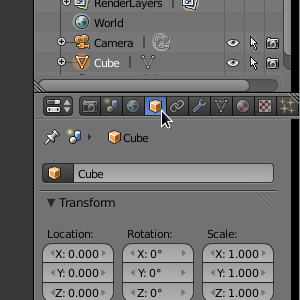 RenderLayers
World
Camera
Cube
Cube
Cube
Transform
Location: Rotation: Scale:
X: 0.000 X: 0° X: 1.000
Y: 0.000 Y: 0° Y: 1.000
Z: 0.000 Z: 0° Z: 1.000